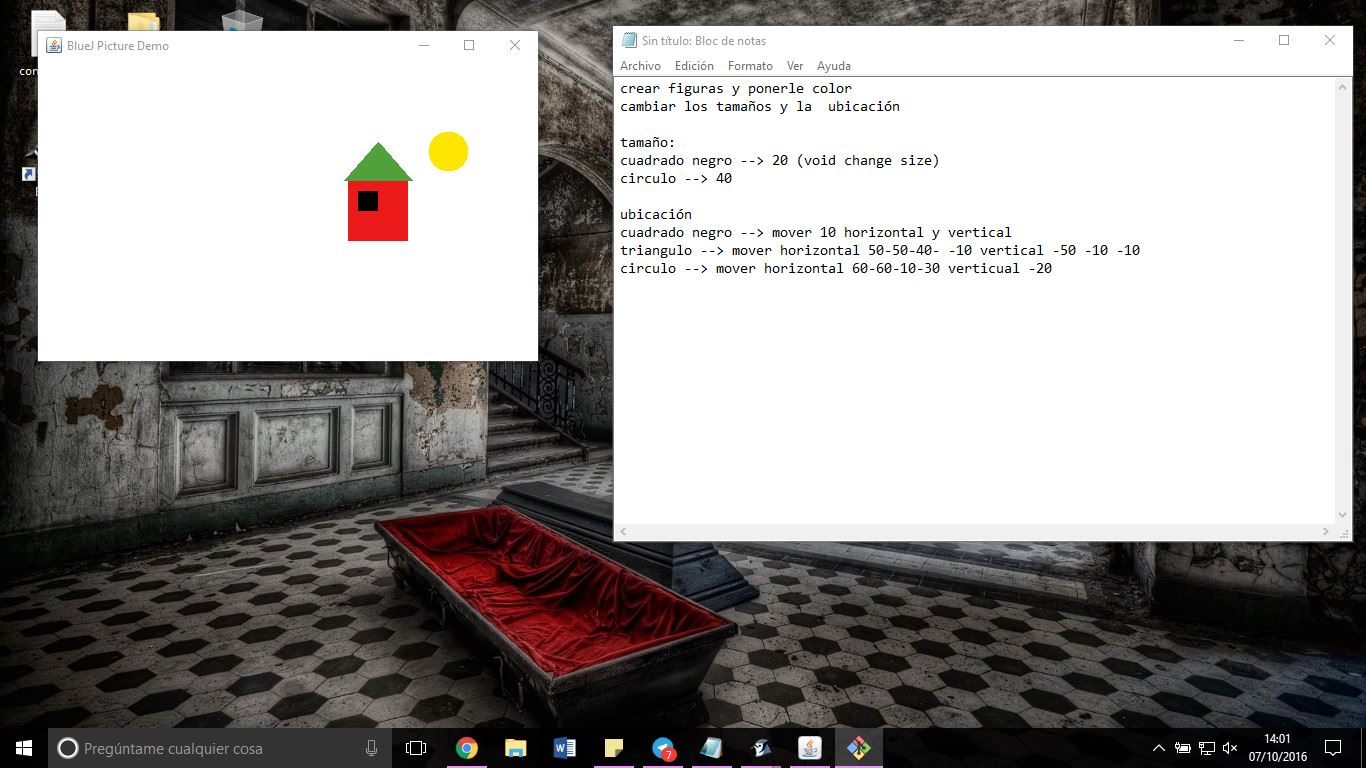 con
BlueJ Picture Demo
Sin título: Bloc de notas
Archivo Edición Formato Ver Ayuda
crear figuras y ponerle color
cambiar los tamaños y la  ubicación
tamaño:
cuadrado negro --> 20 (void change size)
circulo --> 40
ubicación
cuadrado negro --> mover 10 horizontal y vertical
triangulo --> mover horizontal 50-50-40- -10 vertical -50 -10 -10
circulo --> mover horizontal 60-60-10-30 verticual -20
Pregúntame cualquier cosa
7
14:01
07/10/2016